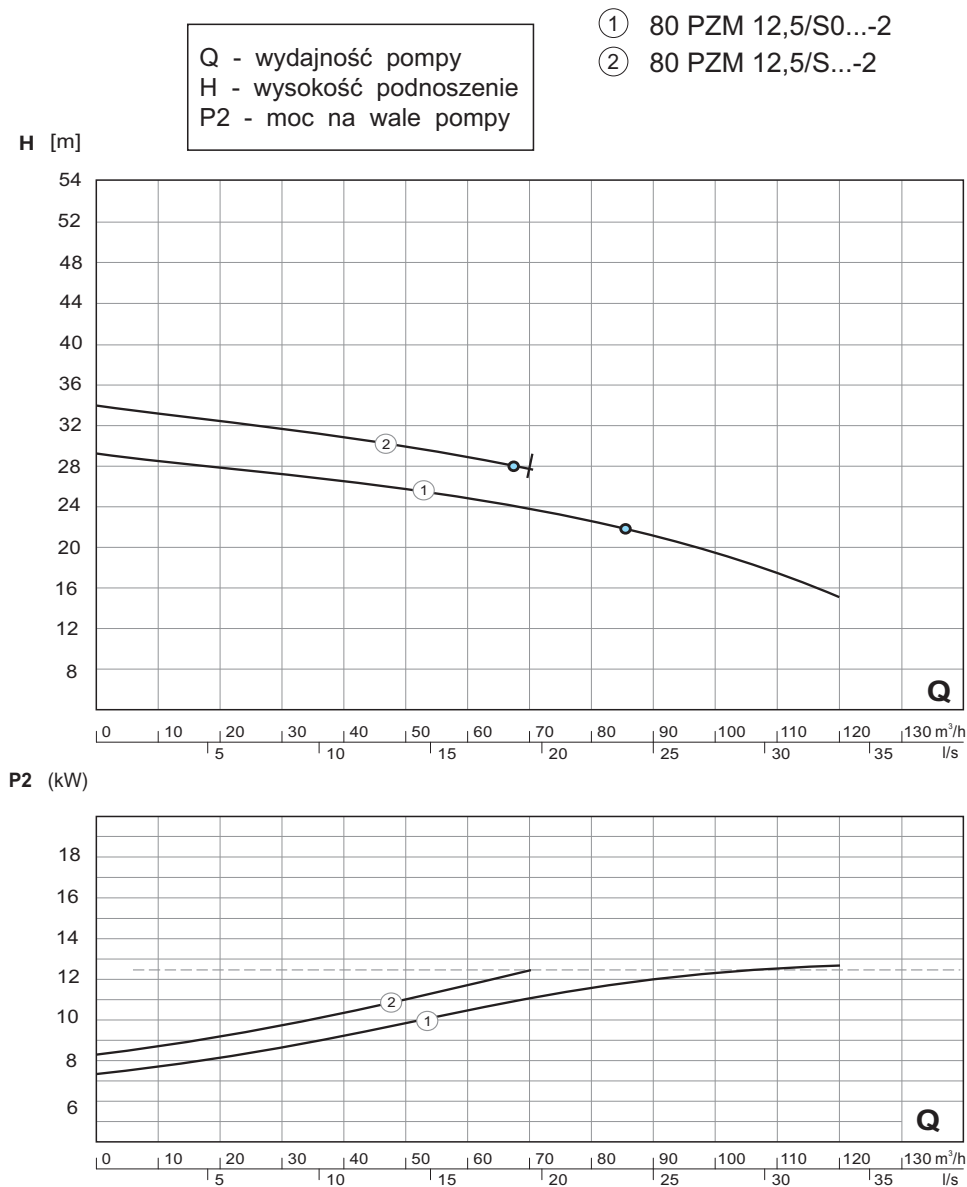 Q - wydajność pompy
H - wysokość podnoszenie
P2 - moc na wale pompy
1 80 PZM 12,5/S0...-2
2 80 PZM 12,5/S...-2
H [m]
54
52
48
44
40
36
32
28
24
20
16
12
8
2
1
Q
0 10 20 30 40 50 60 70 80 90 100 110 120 130 m³/h
5 10 15 20 25 30 35 l/s
P2 (kW)
18
16
14
12
10
8
6
2
1
Q
0 10 20 30 40 50 60 70 80 90 100 110 120 130 m³/h
5 10 15 20 25 30 35 l/s